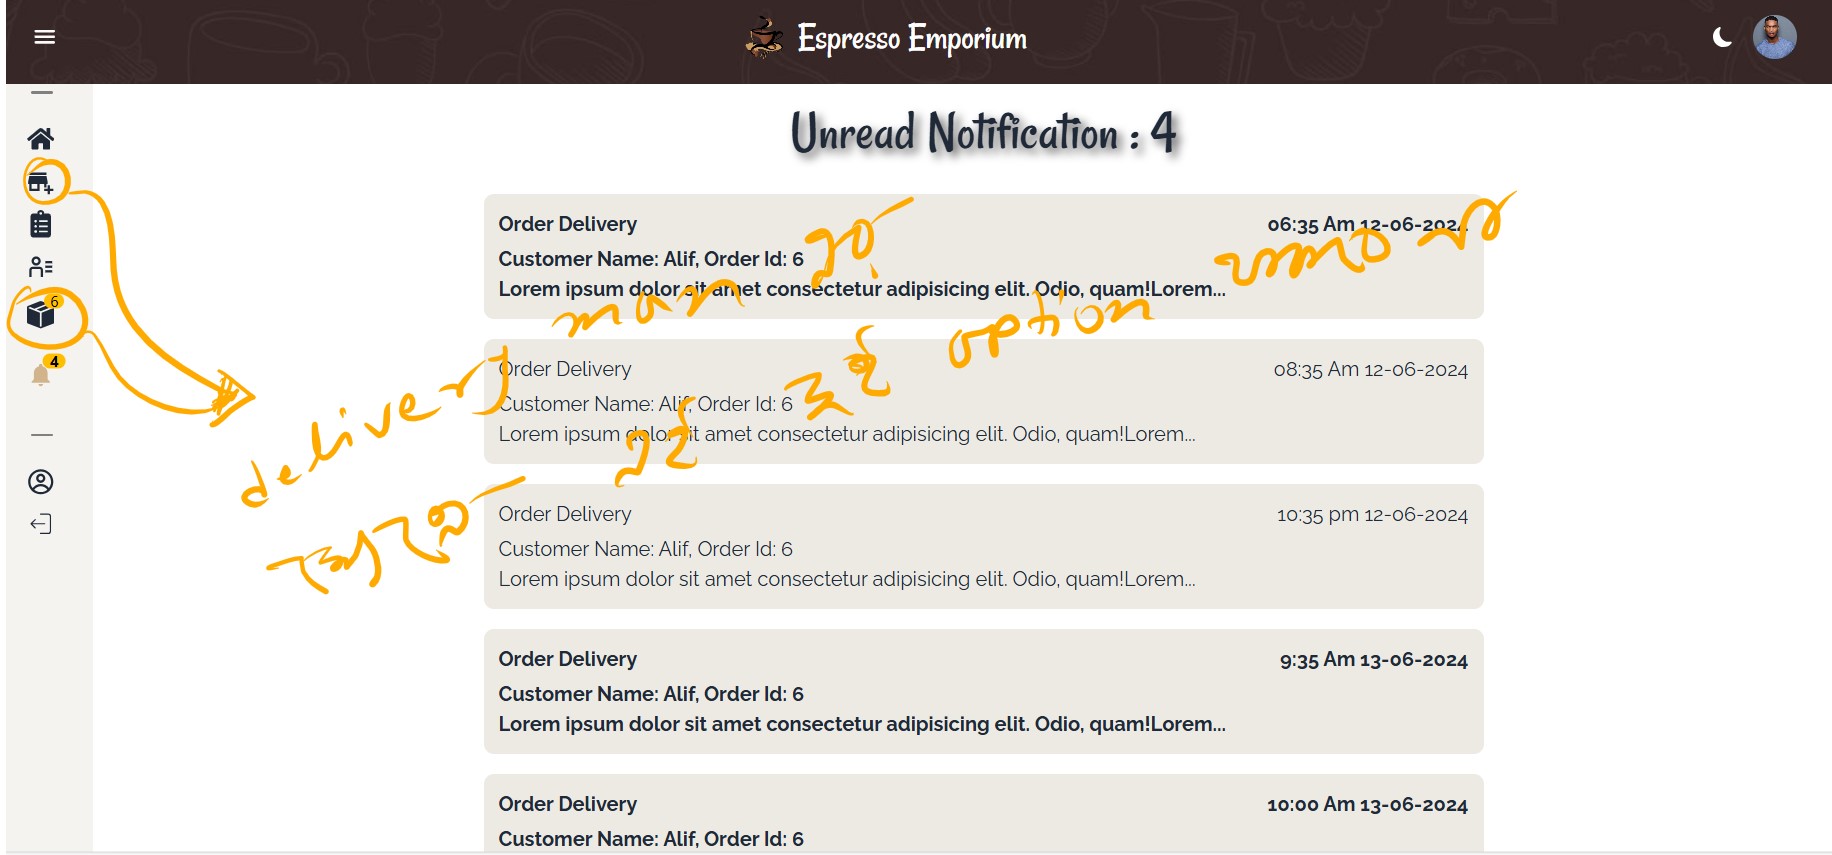 Espresso Emporium
Unread Notification : 4
Order Delivery 06:35 Am 12-06-2024
Customer Name: Alif, Order Id: 6
Lorem ipsum dolor sit amet consectetur adipisicing elit. Odio, quam!Lorem...
Order Delivery 08:35 Am 12-06-2024
Customer Name: Alif, Order Id: 6
Lorem ipsum dolor sit amet consectetur adipisicing elit. Odio, quam!Lorem...
Order Delivery 10:35 pm 12-06-2024
Customer Name: Alif, Order Id: 6
Lorem ipsum dolor sit amet consectetur adipisicing elit. Odio, quam!Lorem...
Order Delivery 9:35 Am 13-06-2024
Customer Name: Alif, Order Id: 6
Lorem ipsum dolor sit amet consectetur adipisicing elit. Odio, quam!Lorem...
Order Delivery 10:00 Am 13-06-2024
Customer Name: Alif, Order Id: 6
6
4
delivery man
দুই option